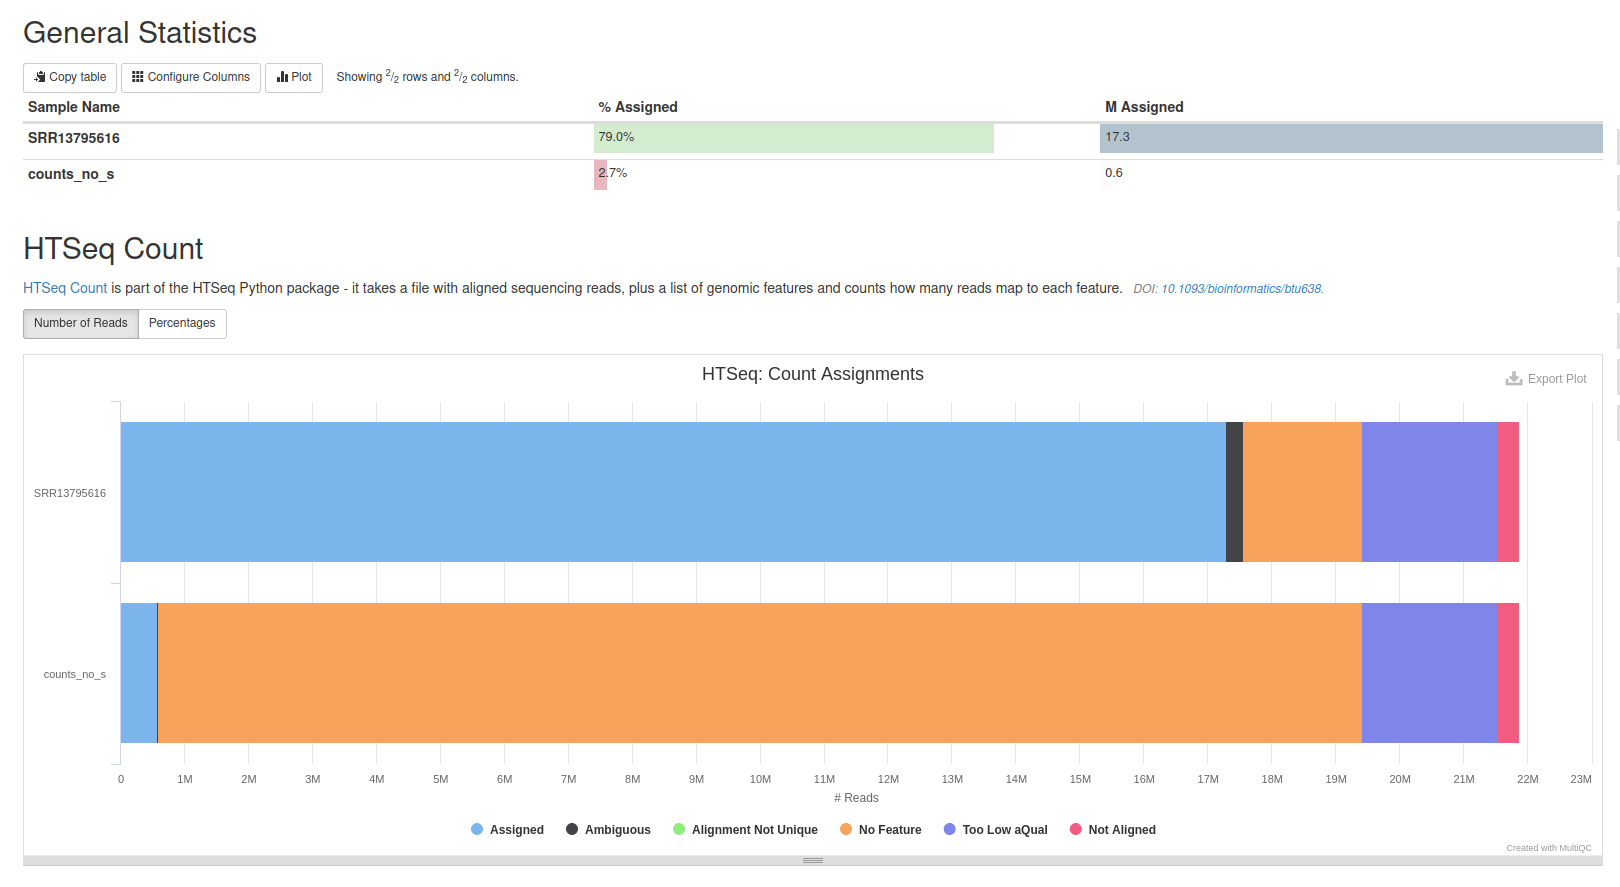 General Statistics
Copy table Configure Columns Plot Showing 2/2 rows and 2/2 columns.
Sample Name % Assigned M Assigned
SRR13795616 79.0% 17.3
counts_no_s 2.7% 0.6
HTSeq Count
HTSeq Count is part of the HTSeq Python package - it takes a file with aligned sequencing reads, plus a list of genomic features and counts how many reads map to each feature. DOI: 10.1093/bioinformatics/btu638.
Number of Reads Percentages
HTSeq: Count Assignments
Export Plot
SRR13795616
counts_no_s
0 1M 2M 3M 4M 5M 6M 7M 8M 9M 10M 11M 12M 13M 14M 15M 16M 17M 18M 19M 20M 21M 22M 23M
# Reads
Assigned Ambiguous Alignment Not Unique No Feature Too Low aQual Not Aligned
Created with MultiQC